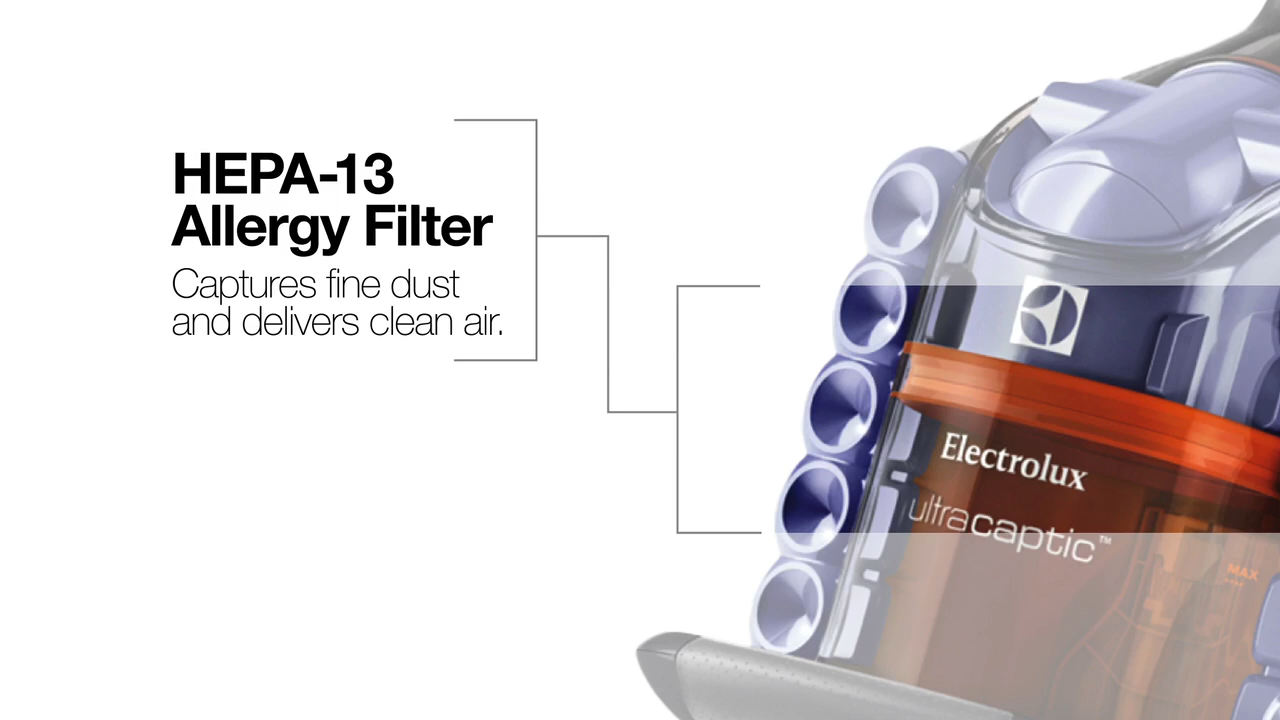 HEPA-13
Allergy Filter
Captures fine dust
and delivers clean air.
Electrolux
ultracaptic™
MAX